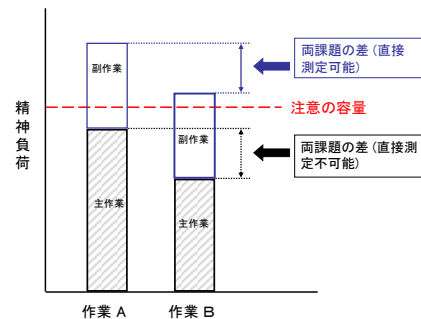 精神負荷
副作業
主作業
副作業
主作業
両課題の差(直接
測定可能)
注意の容量
両課題の差(直接測
定不可能)
作業 A
作業 B